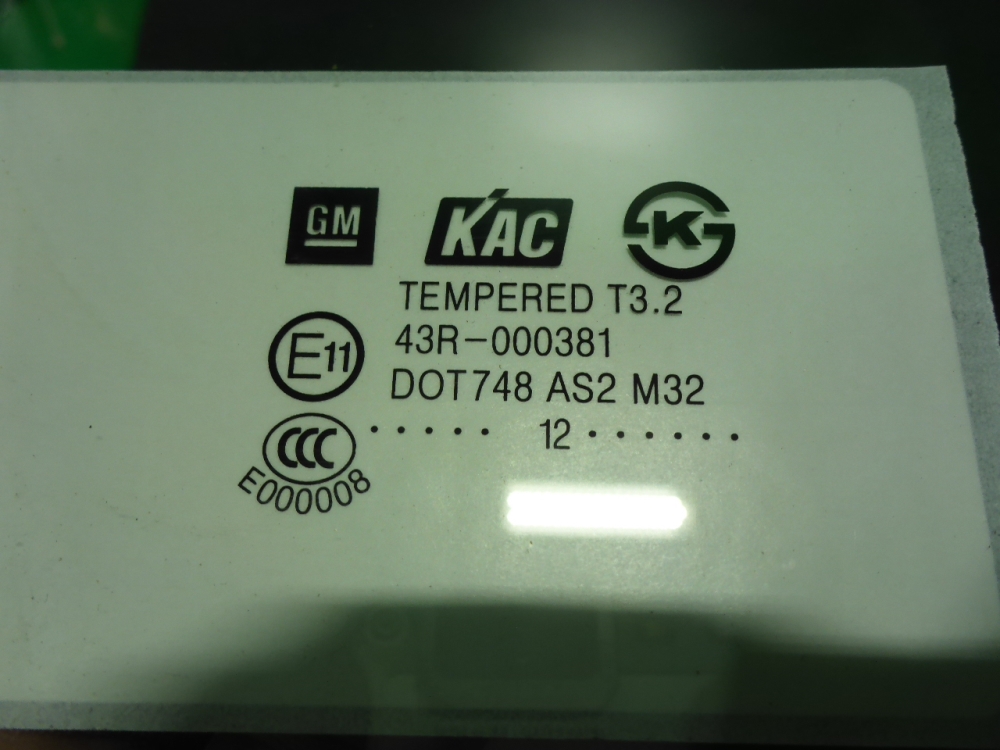 GM
KAC
K
TEMPERED T3.2
E11
43R-000381
DOT748 AS2 M32
CCC
····· 12 ······
E000008